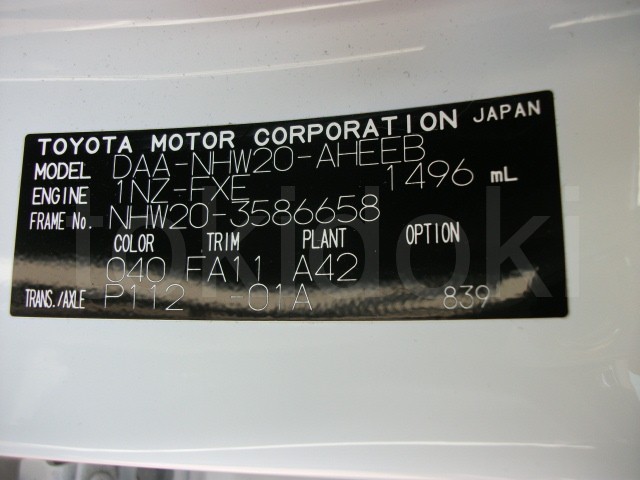 TOYOTA MOTOR CORPORATION JAPAN
MODEL DAA-NHW20-AHEEB
ENGINE 1NZ-FXE 1496 mL
FRAME No. NHW20-3586658
COLOR TRIM PLANT OPTION
040 FA11 A42
TRANS./AXLE P112 -01A 839
tokidoki